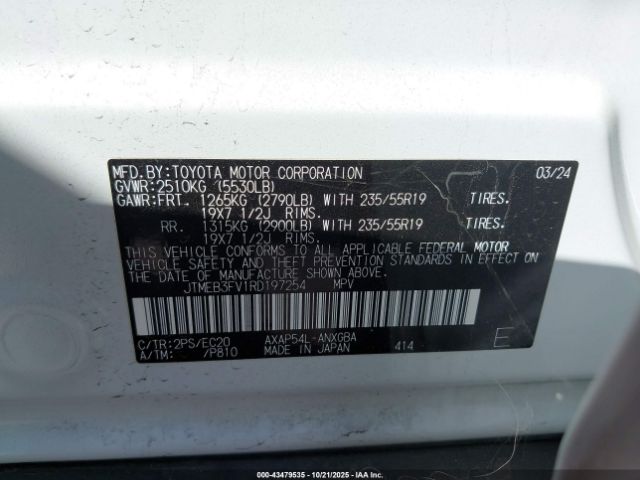 MFD.BY:TOYOTA MOTOR CORPORATION 03/24
GVWR:2510KG (5530LB)
GAWR:FRT. 1265KG (2790LB) WITH 235/55R19 TIRES.
19X7 1/2J RIMS.
RR. 1315KG (2900LB) WITH 235/55R19 TIRES.
19X7 1/2J RIMS.
THIS VEHICLE CONFORMS TO ALL APPLICABLE FEDERAL MOTOR
VEHICLE SAFETY AND THEFT PREVENTION STANDARDS IN EFFECT ON
THE DATE OF MANUFACTURE SHOWN ABOVE.
JTMEB3FV1RD197254 MPV
C/TR:2PS/EC20 AXAP54L-ANXGBA E
A/TM: /P810 MADE IN JAPAN 414
000-43479535 - 10/21/2025 - IAA Inc.